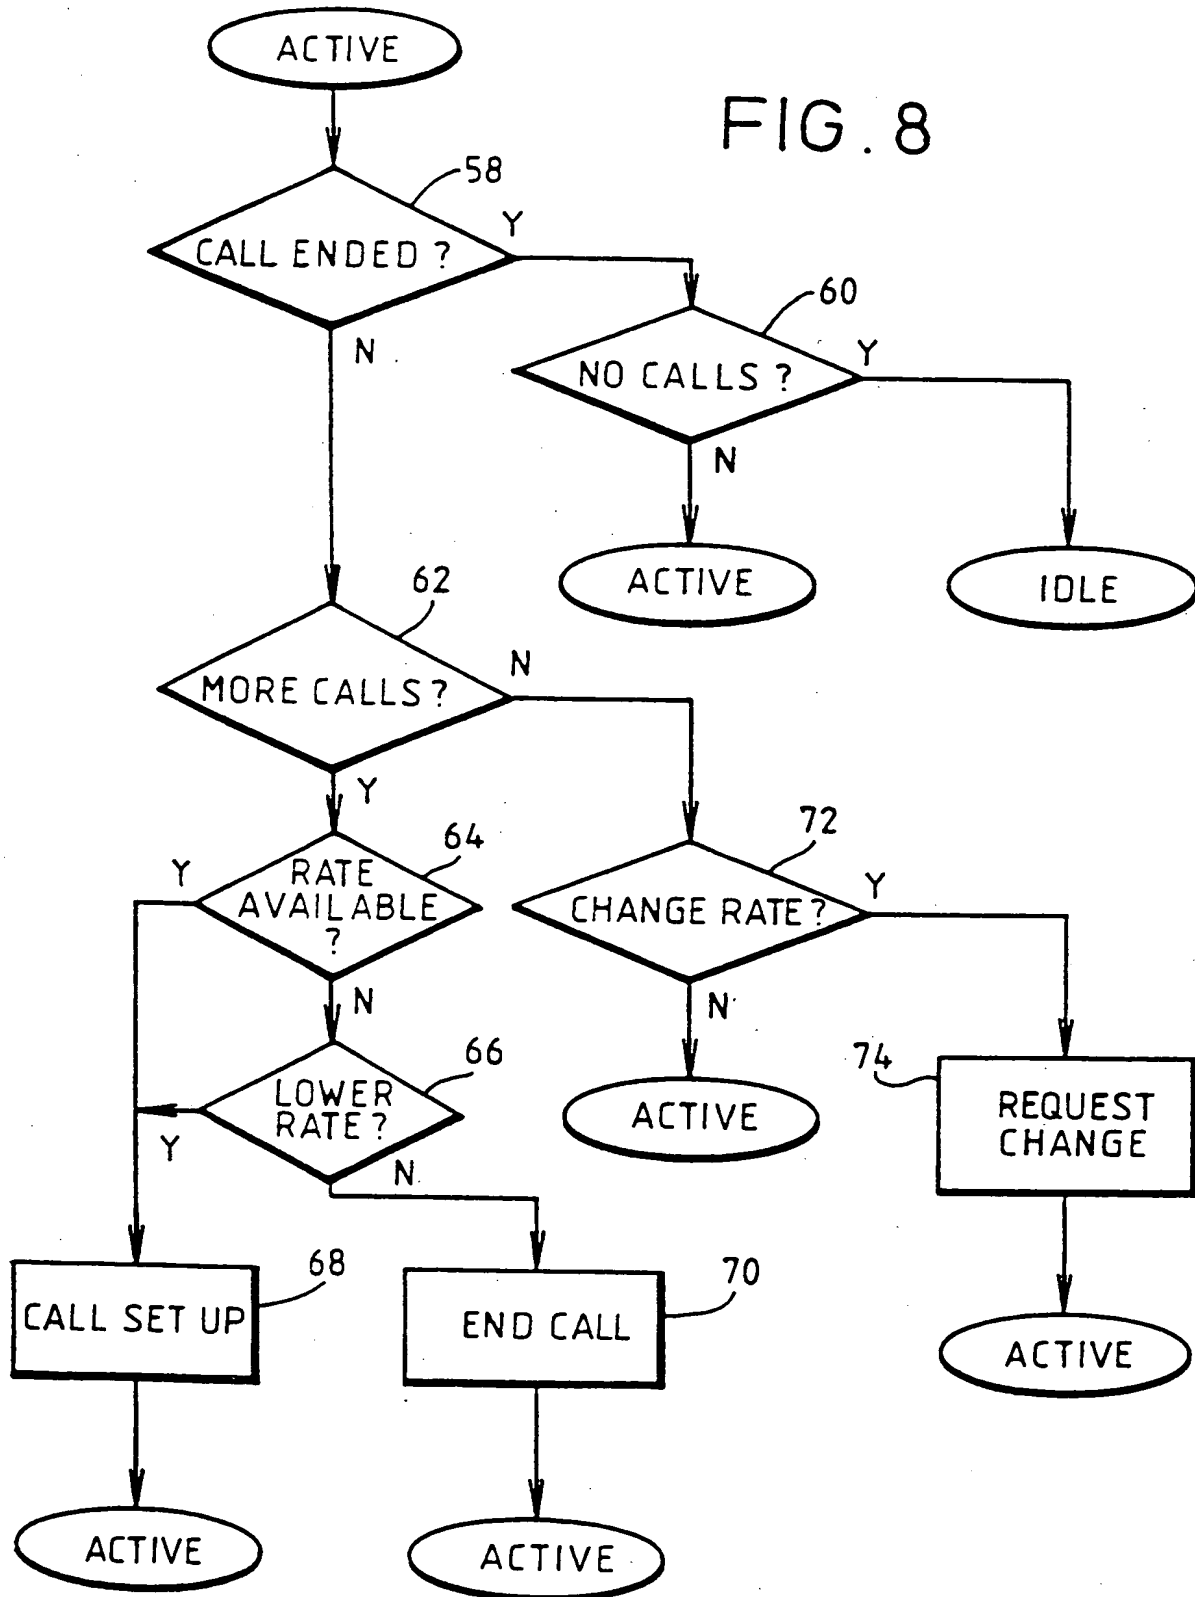 ACTIVE
FIG. 8
58
CALL ENDED ?
Y
N
60
NO CALLS ?
Y
N
ACTIVE
IDLE
62
MORE CALLS ?
N
Y
64
RATE
AVAILABLE
?
Y
N
72
CHANGE RATE?
Y
N
66
LOWER
RATE ?
Y
N
ACTIVE
74
REQUEST
CHANGE
68
CALL SET UP
70
END CALL
ACTIVE
ACTIVE
ACTIVE